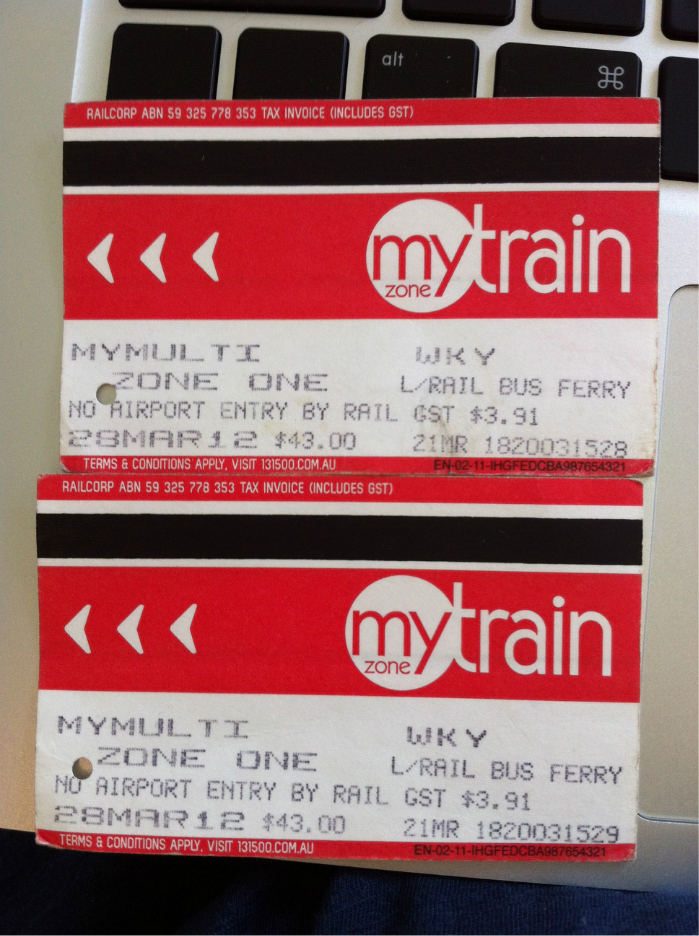 alt
⌘
RAILCORP ABN 59 325 778 353 TAX INVOICE (INCLUDES GST)
my train
zone
MYMULTI WKY
ZONE ONE L/RAIL BUS FERRY
NO AIRPORT ENTRY BY RAIL GST $3.91
28MAR12 $43.00 21MR 1820031528
TERMS & CONDITIONS APPLY, VISIT 131500.COM.AU EN-02-11-IHGFEDCBA987654321
RAILCORP ABN 59 325 778 353 TAX INVOICE (INCLUDES GST)
my train
zone
MYMULTI WKY
ZONE ONE L/RAIL BUS FERRY
NO AIRPORT ENTRY BY RAIL GST $3.91
28MAR12 $43.00 21MR 1820031529
TERMS & CONDITIONS APPLY, VISIT 131500.COM.AU EN-02-11-IHGFEDCBA987654321